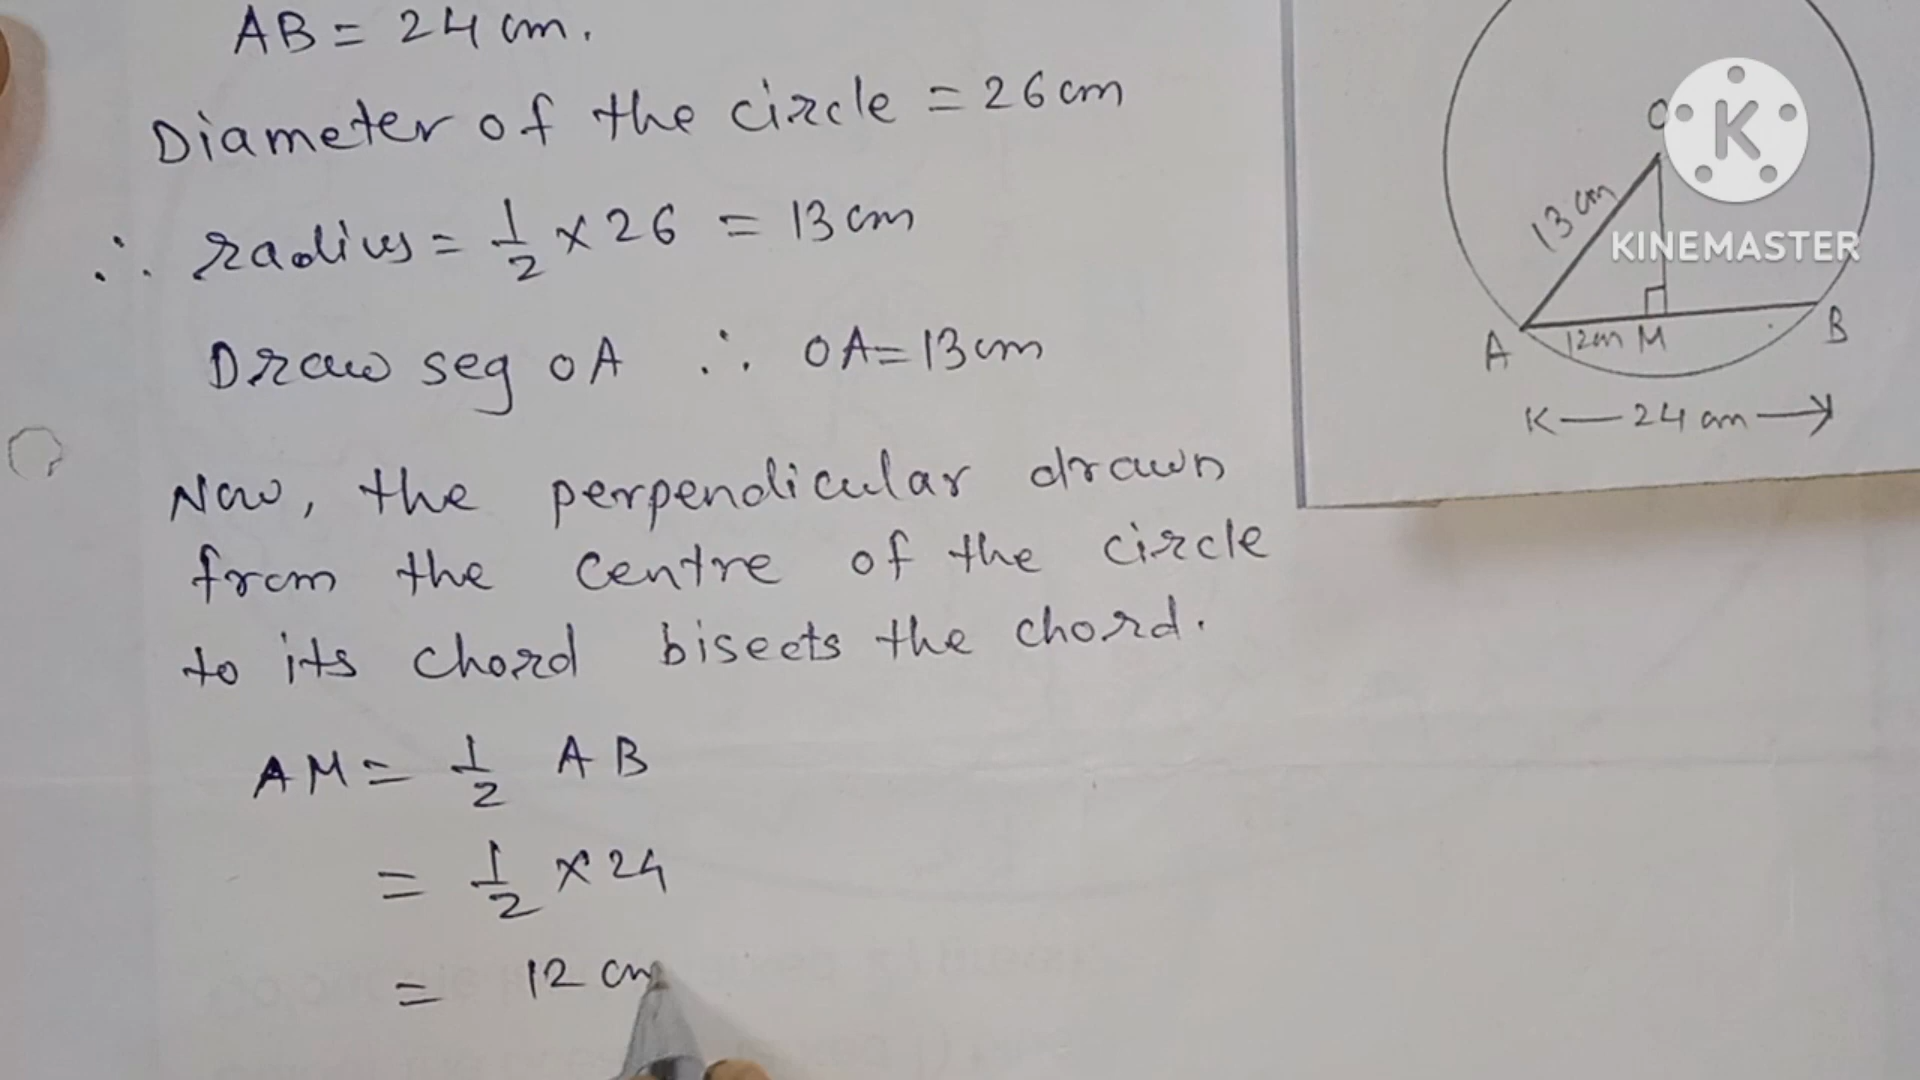 AB = 24 cm.
Diameter of the circle = 26 cm
∴ radius = 1/2 × 26 = 13 cm
Draw seg OA ∴ OA = 13 cm
Now, the perpendicular drawn
from the centre of the circle
to its chord bisects the chord.
AM = 1/2 AB
= 1/2 × 24
= 12 cm
K
KINEMASTER
13 cm
A 12cm M B
K — 24 cm →